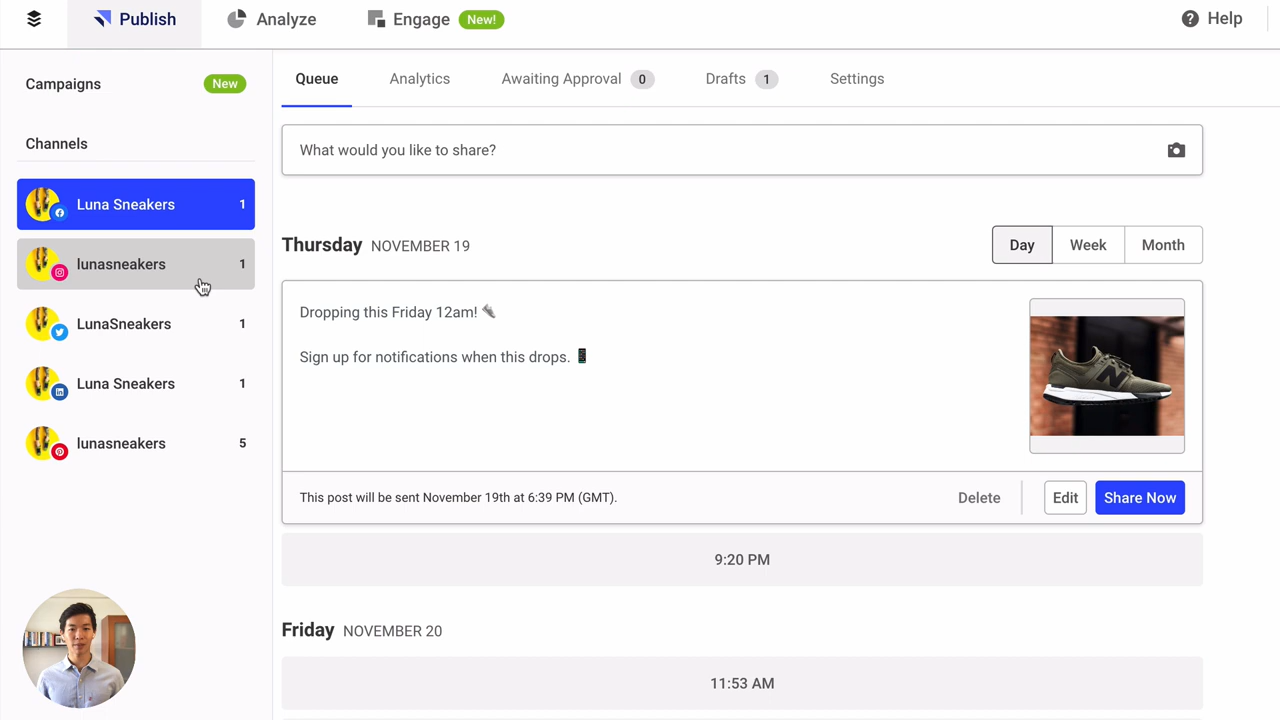 Publish
Analyze
Engage New!
Help
Campaigns New
Channels
Luna Sneakers 1
lunasneakers 1
LunaSneakers 1
Luna Sneakers 1
lunasneakers 5
Queue
Analytics
Awaiting Approval 0
Drafts 1
Settings
What would you like to share?
Thursday NOVEMBER 19
Day Week Month
Dropping this Friday 12am!
Sign up for notifications when this drops.
N
This post will be sent November 19th at 6:39 PM (GMT).
Delete
Edit
Share Now
9:20 PM
Friday NOVEMBER 20
11:53 AM